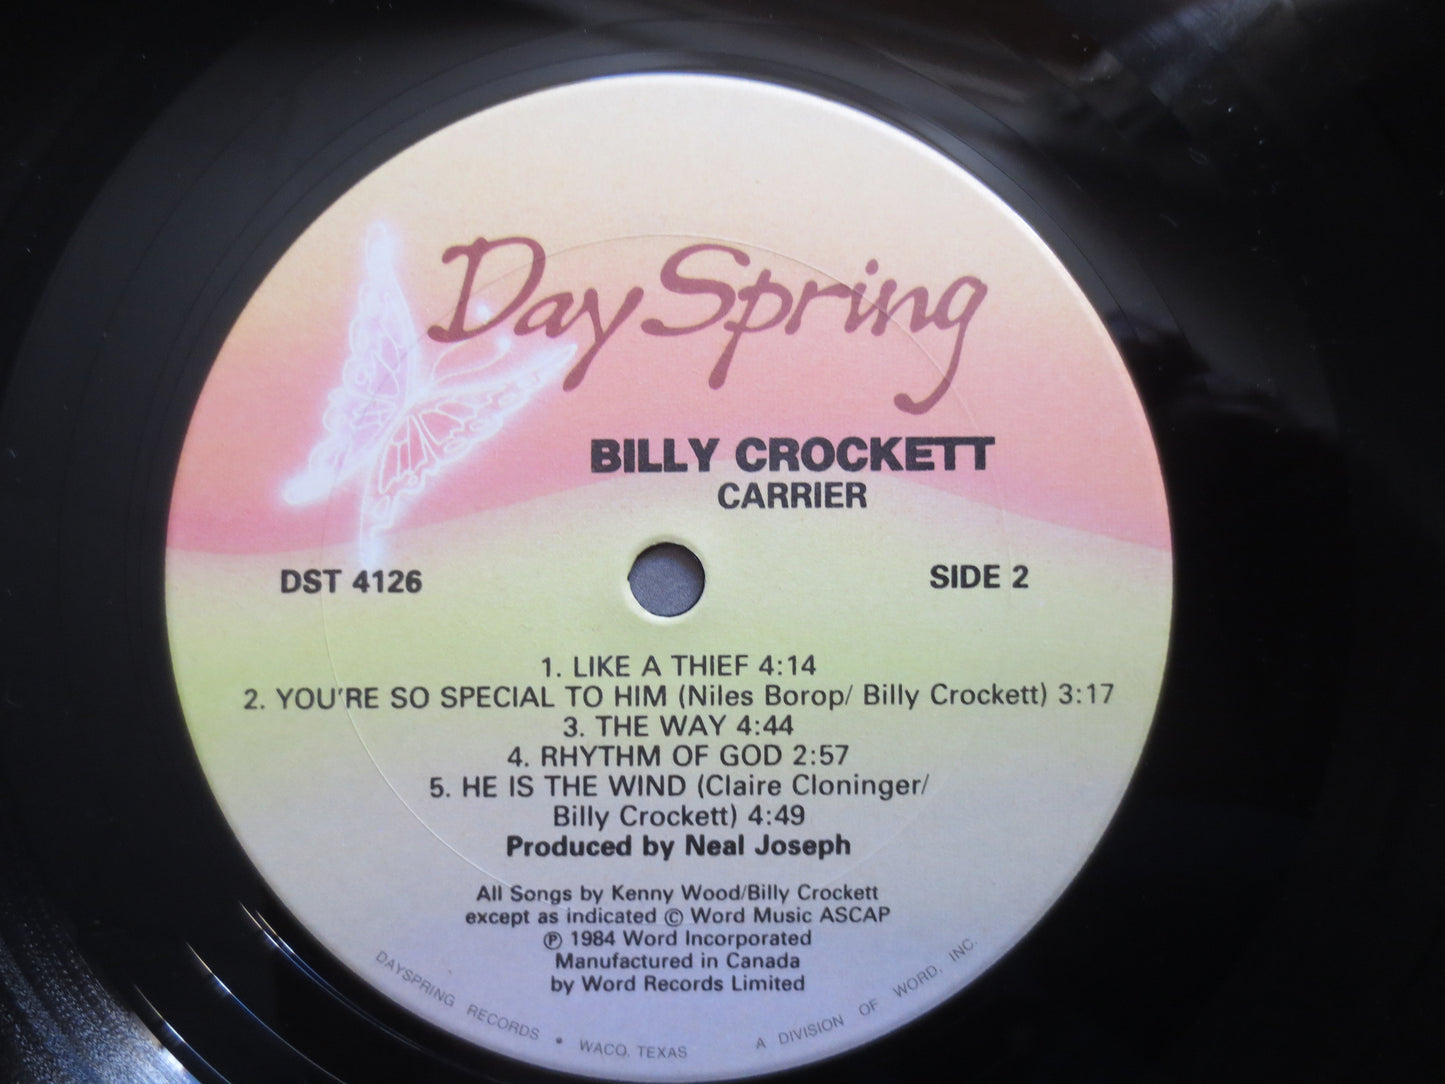 Day Spring
BILLY CROCKETT
CARRIER
DST 4126
SIDE 2
1. LIKE A THIEF 4:14
2. YOU'RE SO SPECIAL TO HIM (Niles Borop/ Billy Crockett) 3:17
3. THE WAY 4:44
4. RHYTHM OF GOD 2:57
5. HE IS THE WIND (Claire Cloninger/
Billy Crockett) 4:49
Produced by Neal Joseph
All Songs by Kenny Wood/Billy Crockett
except as indicated © Word Music ASCAP
℗ 1984 Word Incorporated
Manufactured in Canada
by Word Records Limited
DAYSPRING RECORDS • WACO, TEXAS A DIVISION OF WORD, INC.